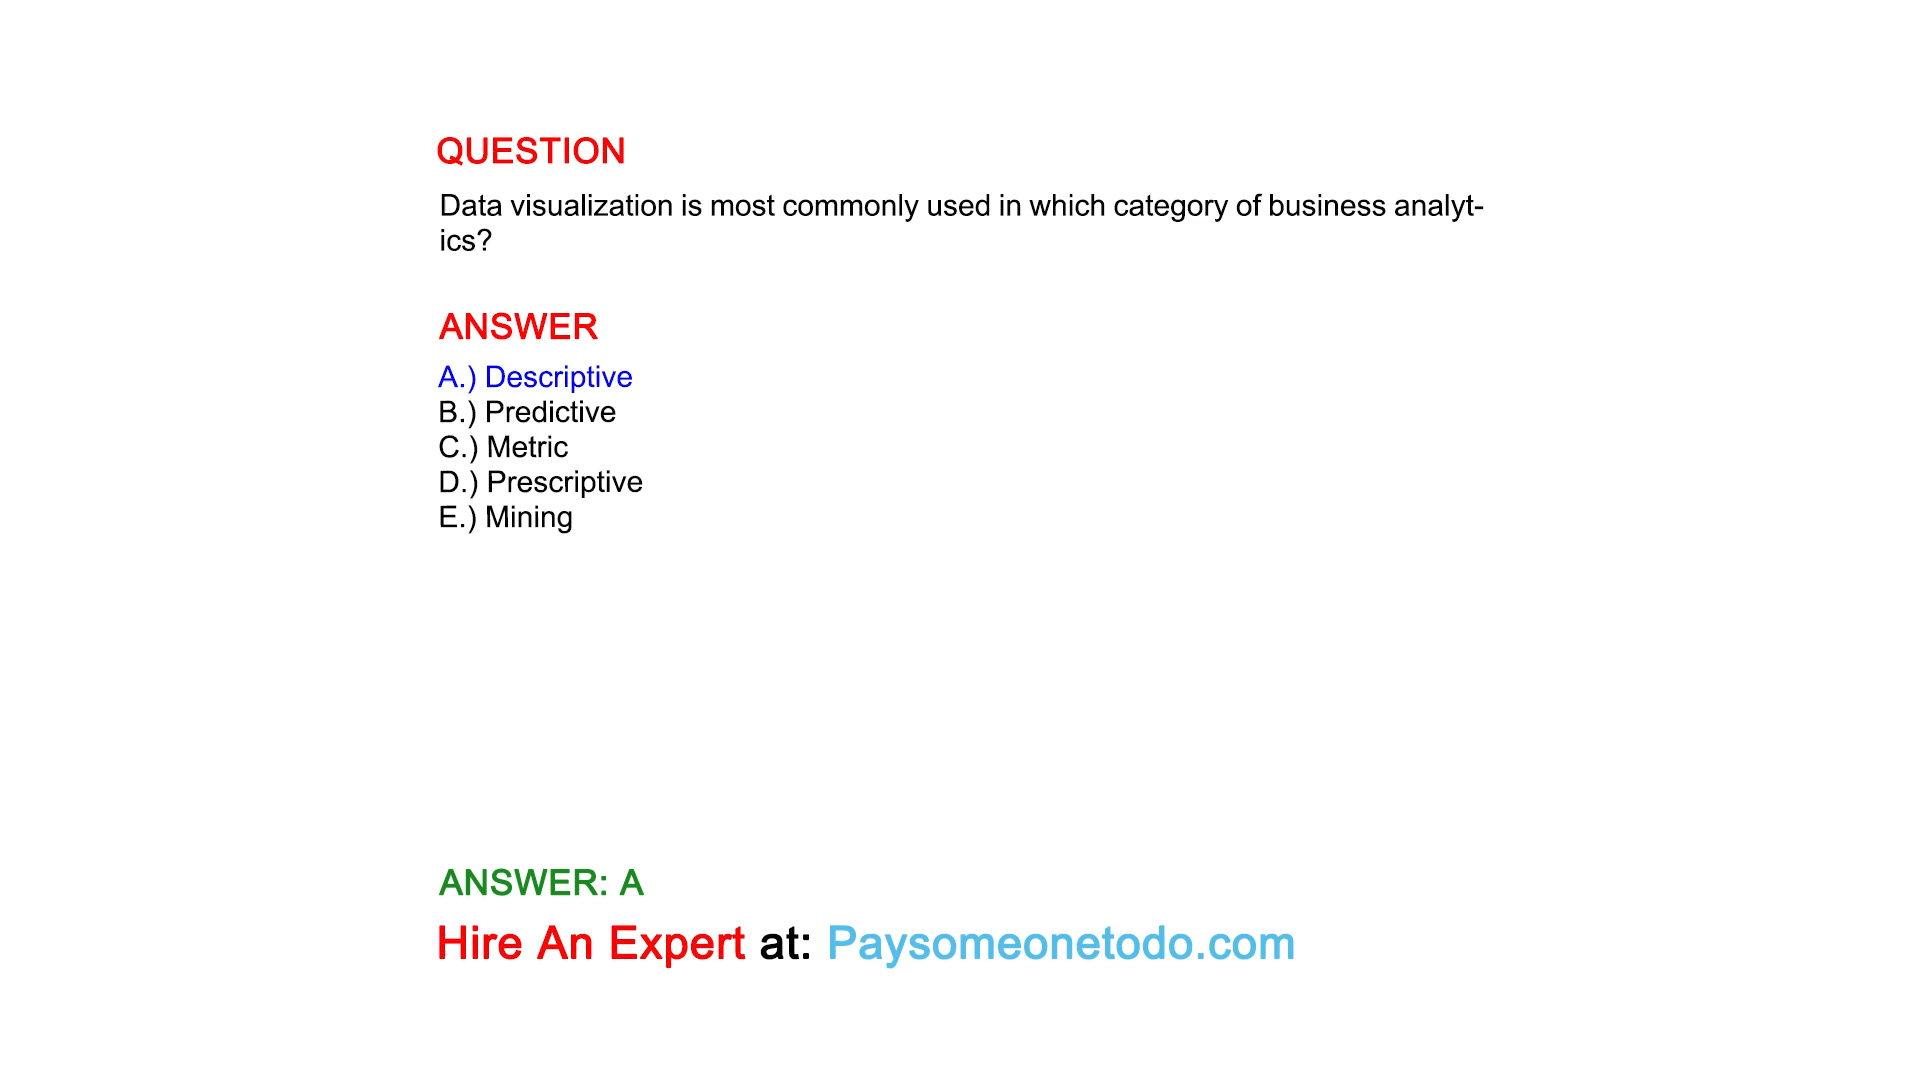 QUESTION
Data visualization is most commonly used in which category of business analyt-
ics?
ANSWER
A.) Descriptive
B.) Predictive
C.) Metric
D.) Prescriptive
E.) Mining
ANSWER: A
Hire An Expert at: Paysomeonetodo.com